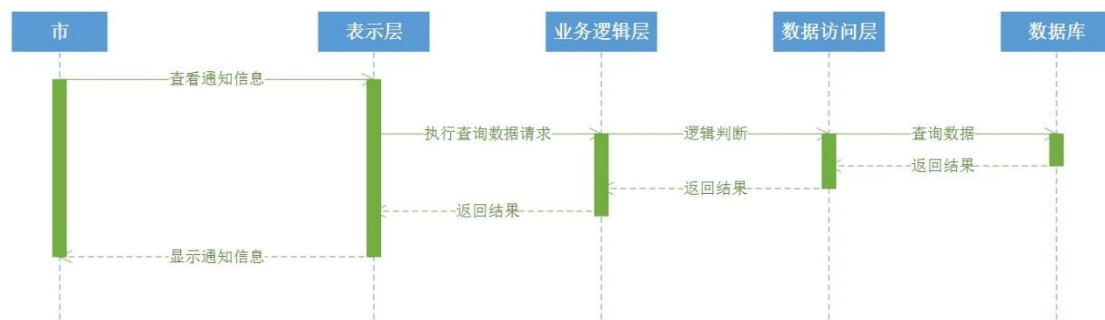 市
表示层
业务逻辑层
数据访问层
数据库
查看通知信息
执行查询数据请求
逻辑判断
查询数据
返回结果
返回结果
返回结果
显示通知信息